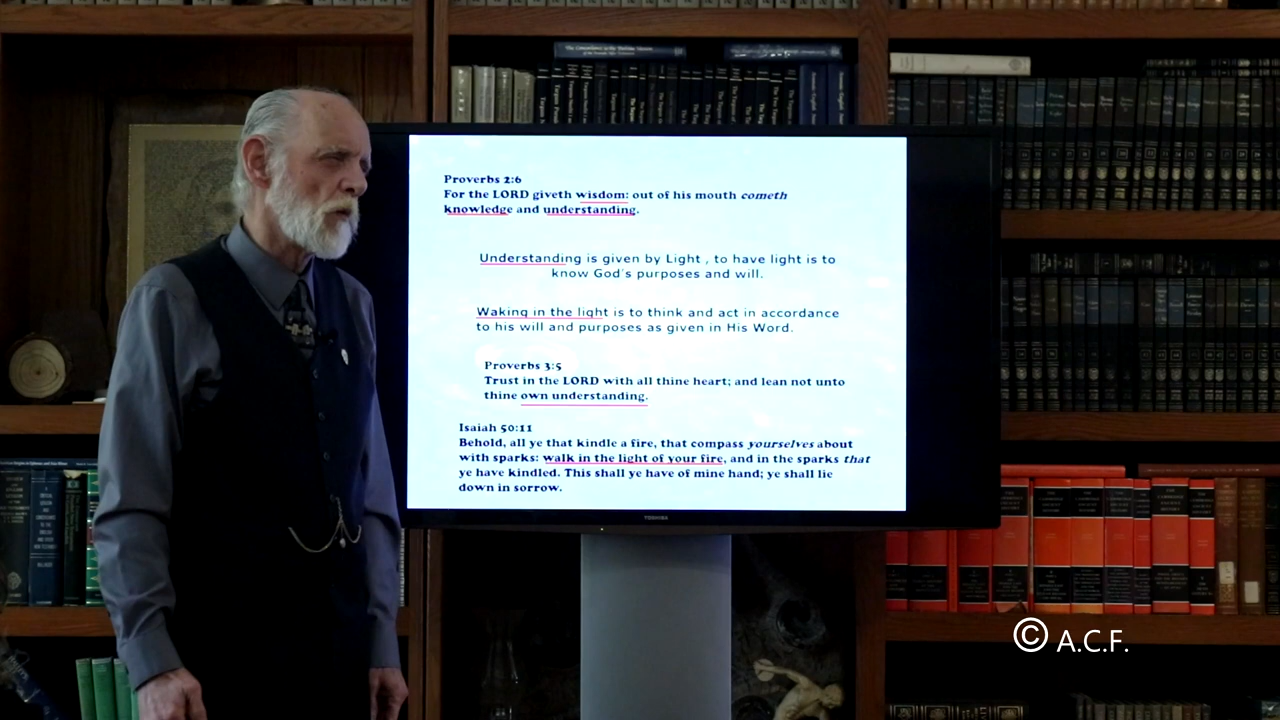 Proverbs 2:6
For the LORD giveth wisdom: out of his mouth cometh
knowledge and understanding.
Understanding is given by Light , to have light is to
know God's purposes and will.
Waking in the light is to think and act in accordance
to his will and purposes as given in His Word.
Proverbs 3:5
Trust in the LORD with all thine heart; and lean not unto
thine own understanding.
Isaiah 50:11
Behold, all ye that kindle a fire, that compass yourselves about
with sparks: walk in the light of your fire, and in the sparks that
ye have kindled. This shall ye have of mine hand; ye shall lie
down in sorrow.
TOSHIBA
© A.C.F.